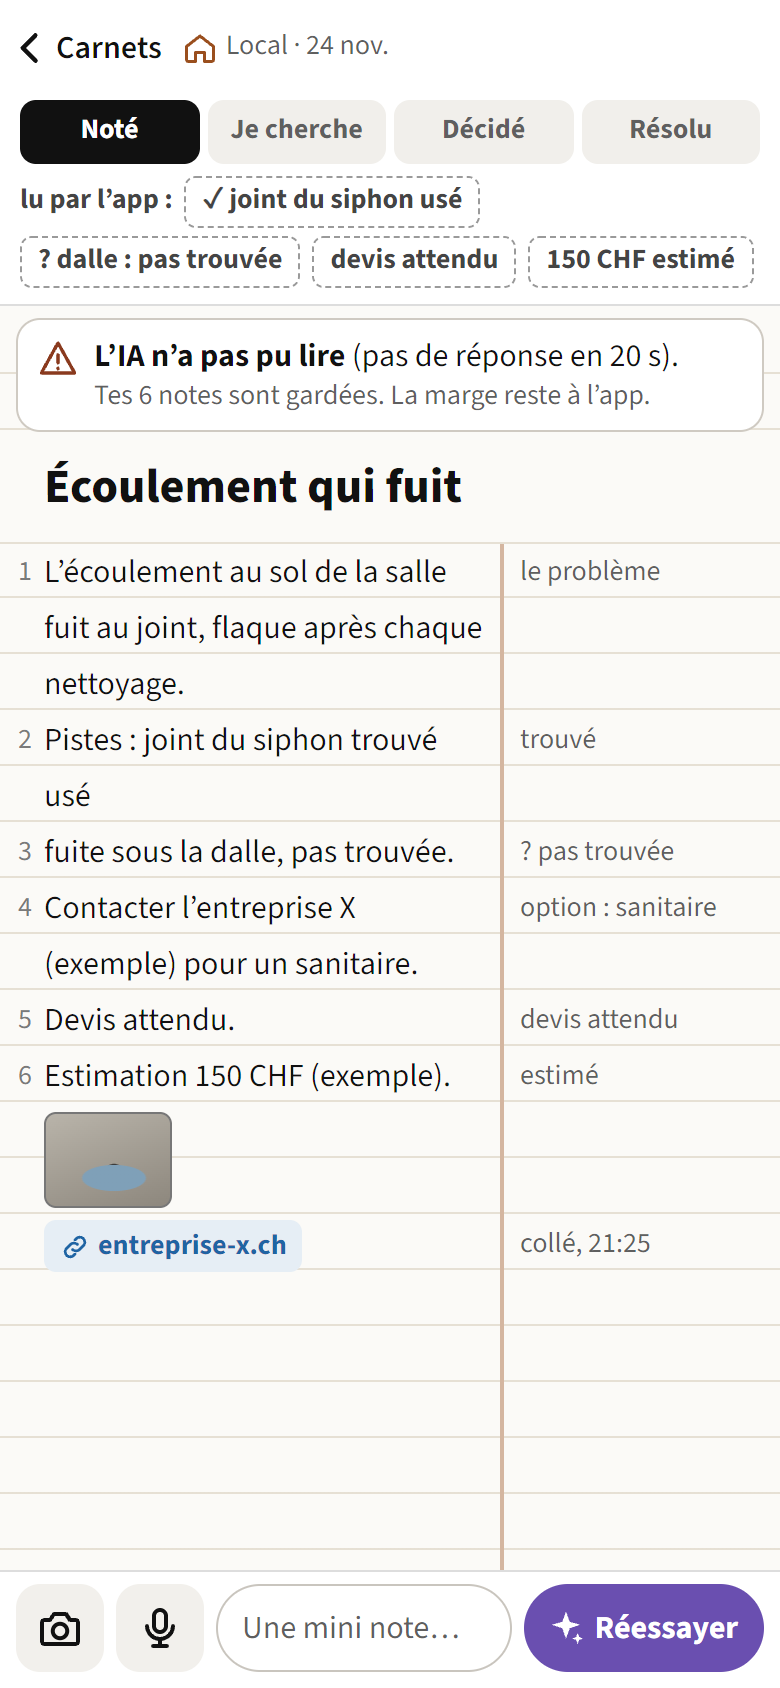 Carnets
Local · 24 nov.
Noté
Je cherche
Décidé
Résolu
lu par l’app :
✓ joint du siphon usé
? dalle : pas trouvée
devis attendu
150 CHF estimé
L’IA n’a pas pu lire (pas de réponse en 20 s).
Tes 6 notes sont gardées. La marge reste à l’app.
Écoulement qui fuit
1 L’écoulement au sol de la salle
le problème
fuit au joint, flaque après chaque
nettoyage.
2 Pistes : joint du siphon trouvé
trouvé
usé
3 fuite sous la dalle, pas trouvée.
? pas trouvée
4 Contacter l’entreprise X
option : sanitaire
(exemple) pour un sanitaire.
5 Devis attendu.
devis attendu
6 Estimation 150 CHF (exemple).
estimé
entreprise-x.ch
collé, 21:25
Une mini note…
Réessayer